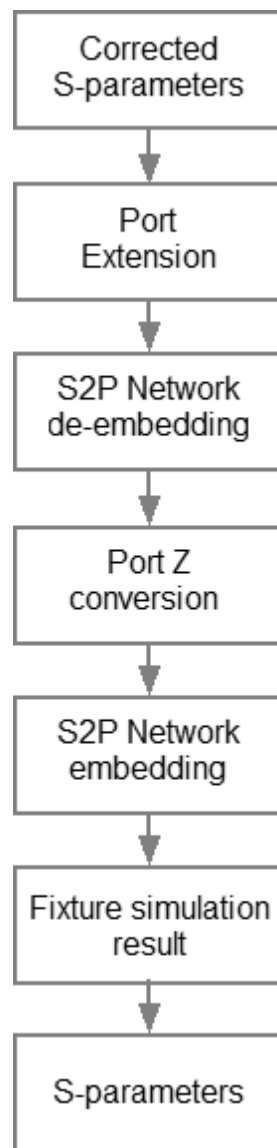 Corrected
S-parameters
Port
Extension
S2P Network
de-embedding
Port Z
conversion
S2P Network
embedding
Fixture simulation
result
S-parameters